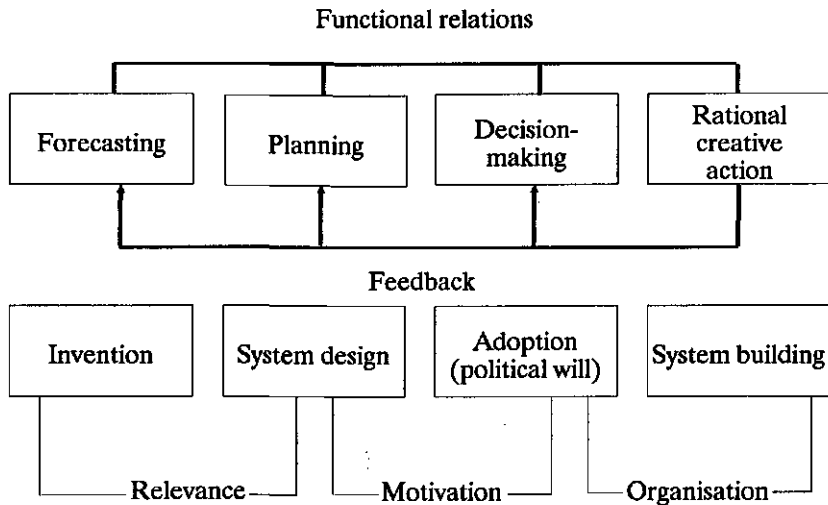 Functional relations
Forecasting
Planning
Decision-
making
Rational
creative
action
Feedback
Invention
System design
Adoption
(political will)
System building
Relevance
Motivation
Organisation